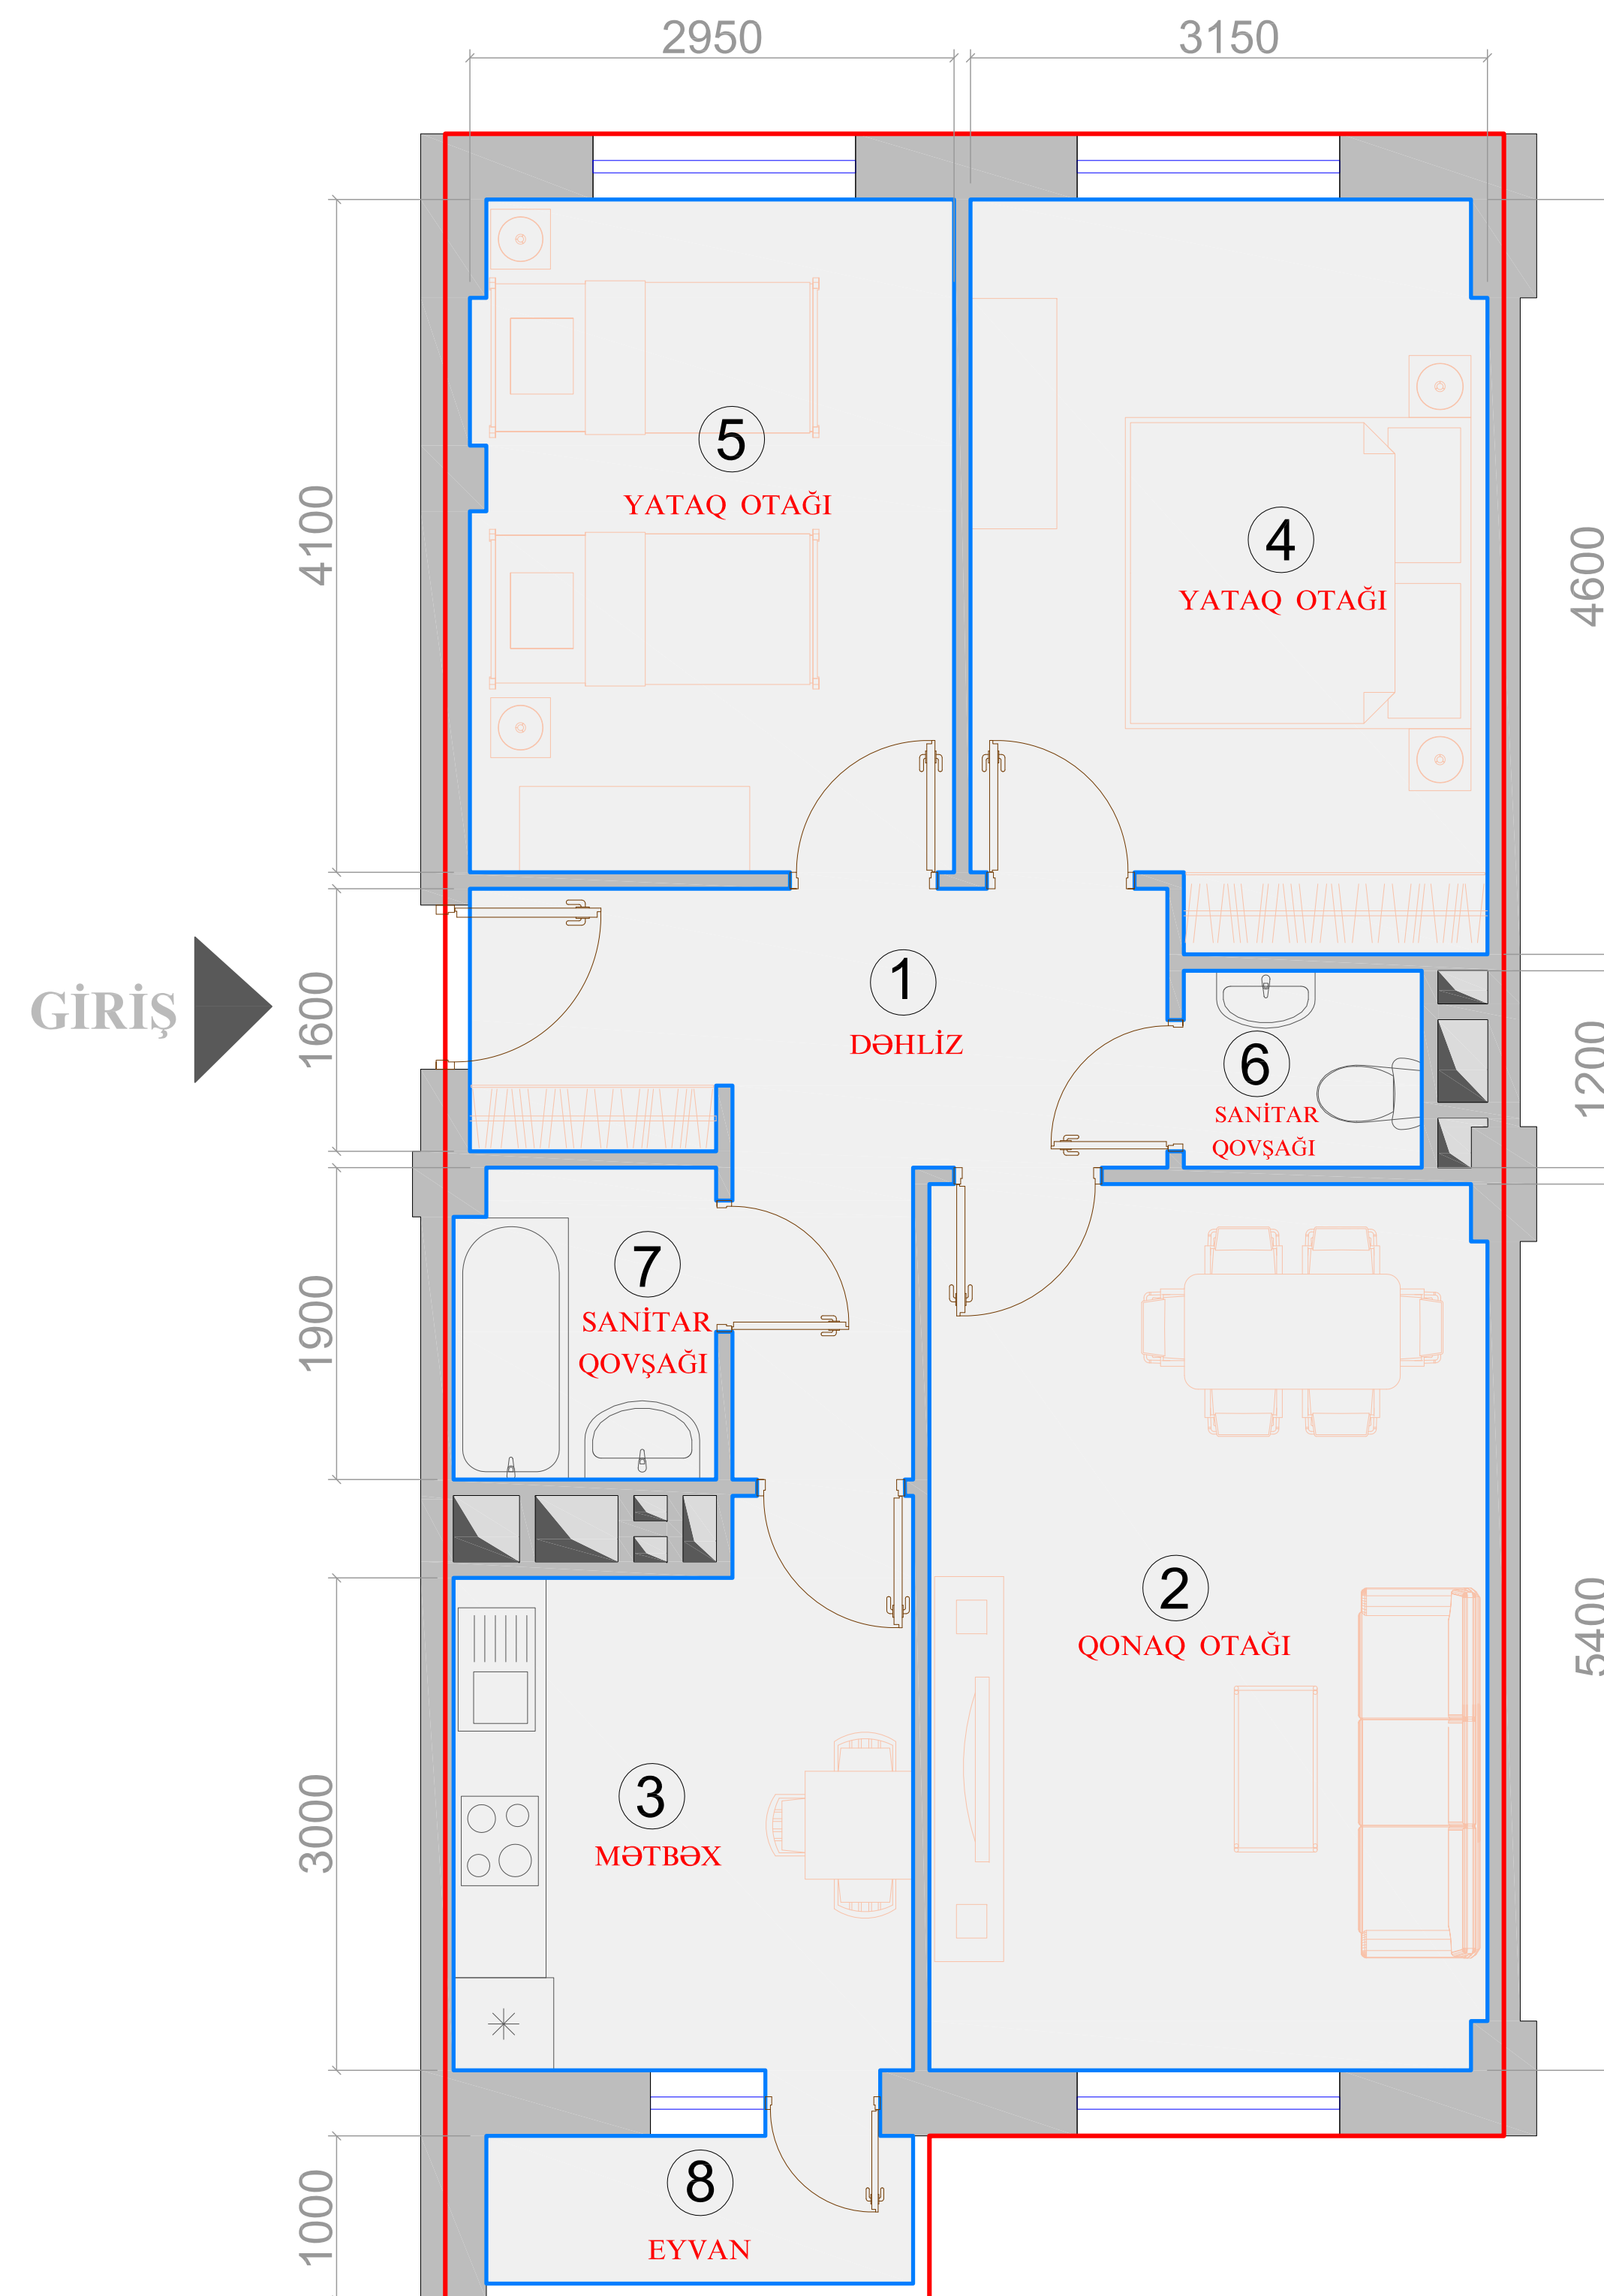 2950
3150
4100
4600
5
YATAQ OTAĞI
4
YATAQ OTAĞI
GİRİŞ
1600
1
DƏHLİZ
6
SANİTAR
QOVŞAĞI
1200
7
SANİTAR
QOVŞAĞI
1900
2
QONAQ OTAĞI
5400
3
MƏTBƏX
3000
8
EYVAN
1000